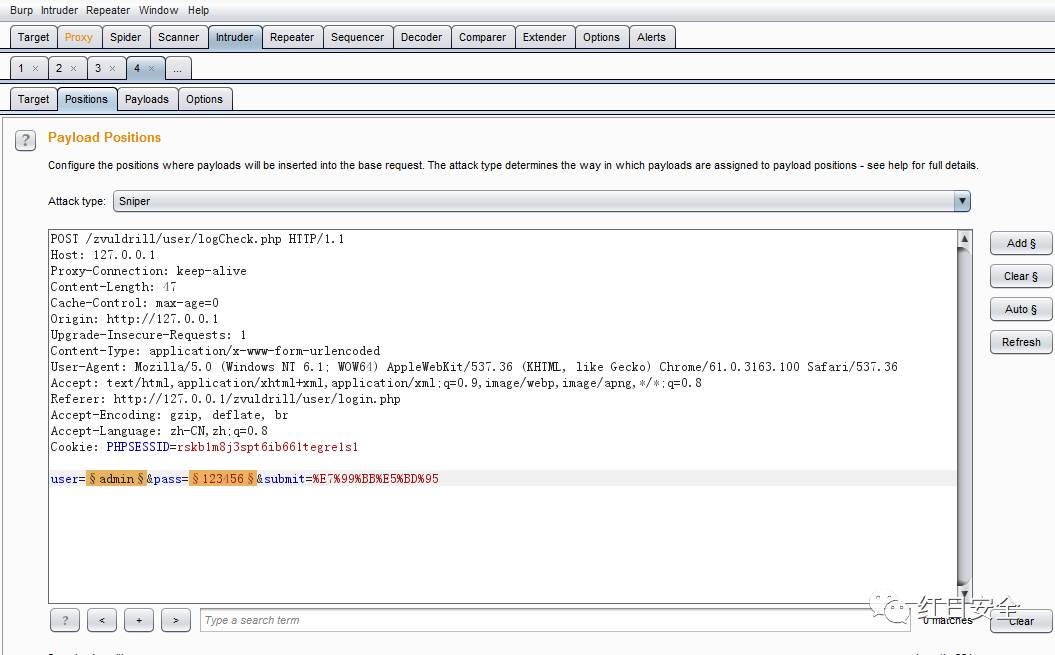 Burp Intruder Repeater Window Help
Target Proxy Spider Scanner Intruder Repeater Sequencer Decoder Comparer Extender Options Alerts
1 × 2 × 3 × 4 × ...
Target Positions Payloads Options
? Payload Positions
Configure the positions where payloads will be inserted into the base request. The attack type determines the way in which payloads are assigned to payload positions - see help for full details.
Attack type: Sniper
POST /zvuldrill/user/logCheck.php HTTP/1.1
Host: 127.0.0.1
Proxy-Connection: keep-alive
Content-Length: 47
Cache-Control: max-age=0
Origin: http://127.0.0.1
Upgrade-Insecure-Requests: 1
Content-Type: application/x-www-form-urlencoded
User-Agent: Mozilla/5.0 (Windows NT 6.1; WOW64) AppleWebKit/537.36 (KHTML, like Gecko) Chrome/61.0.3163.100 Safari/537.36
Accept: text/html,application/xhtml+xml,application/xml;q=0.9,image/webp,image/apng,*/*;q=0.8
Referer: http://127.0.0.1/zvuldrill/user/login.php
Accept-Encoding: gzip, deflate, br
Accept-Language: zh-CN,zh;q=0.8
Cookie: PHPSESSID=rskb1m8j3spt6ib661tegre1s1
user=§admin§&pass=§123456§&submit=%E7%99%BB%E5%BD%95
Add §
Clear §
Auto §
Refresh
? < + > Type a search term 0 matches Clear
红日安全